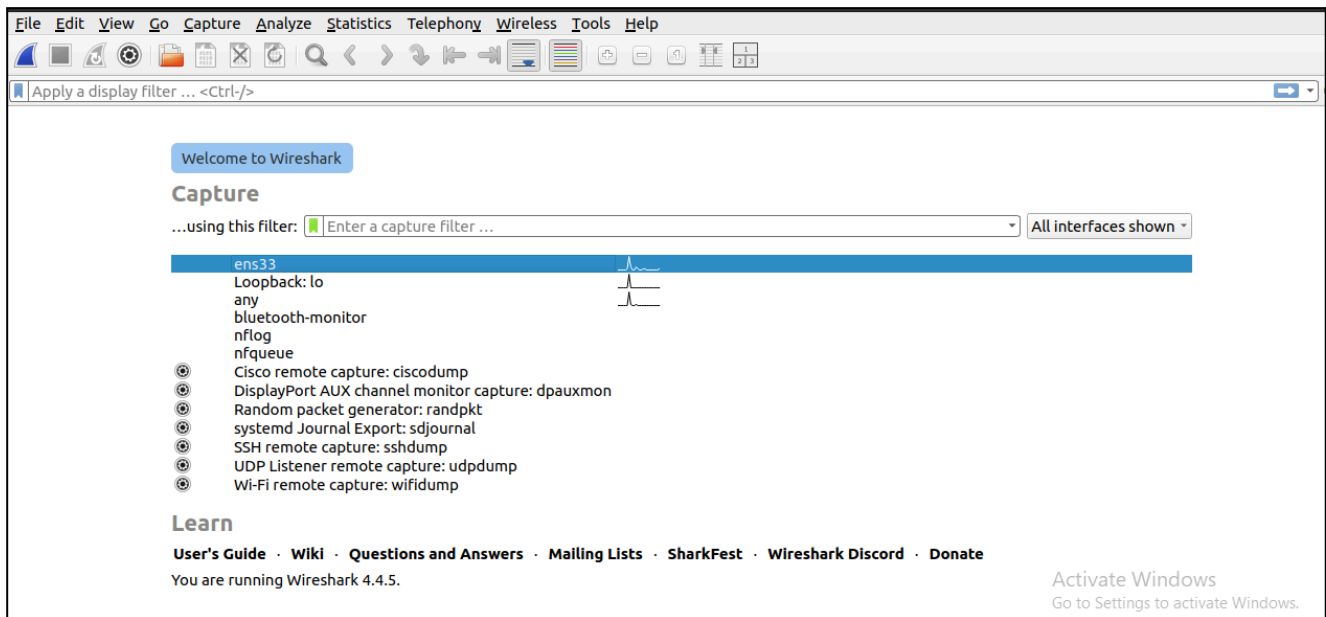 File Edit View Go Capture Analyze Statistics Telephony Wireless Tools Help
Apply a display filter … <Ctrl-/>
Welcome to Wireshark
Capture
…using this filter: Enter a capture filter … All interfaces shown
ens33
Loopback: lo
any
bluetooth-monitor
nflog
nfqueue
Cisco remote capture: ciscodump
DisplayPort AUX channel monitor capture: dpauxmon
Random packet generator: randpkt
systemd Journal Export: sdjournal
SSH remote capture: sshdump
UDP Listener remote capture: udpdump
Wi-Fi remote capture: wifidump
Learn
User's Guide · Wiki · Questions and Answers · Mailing Lists · SharkFest · Wireshark Discord · Donate
You are running Wireshark 4.4.5.
Activate Windows
Go to Settings to activate Windows.